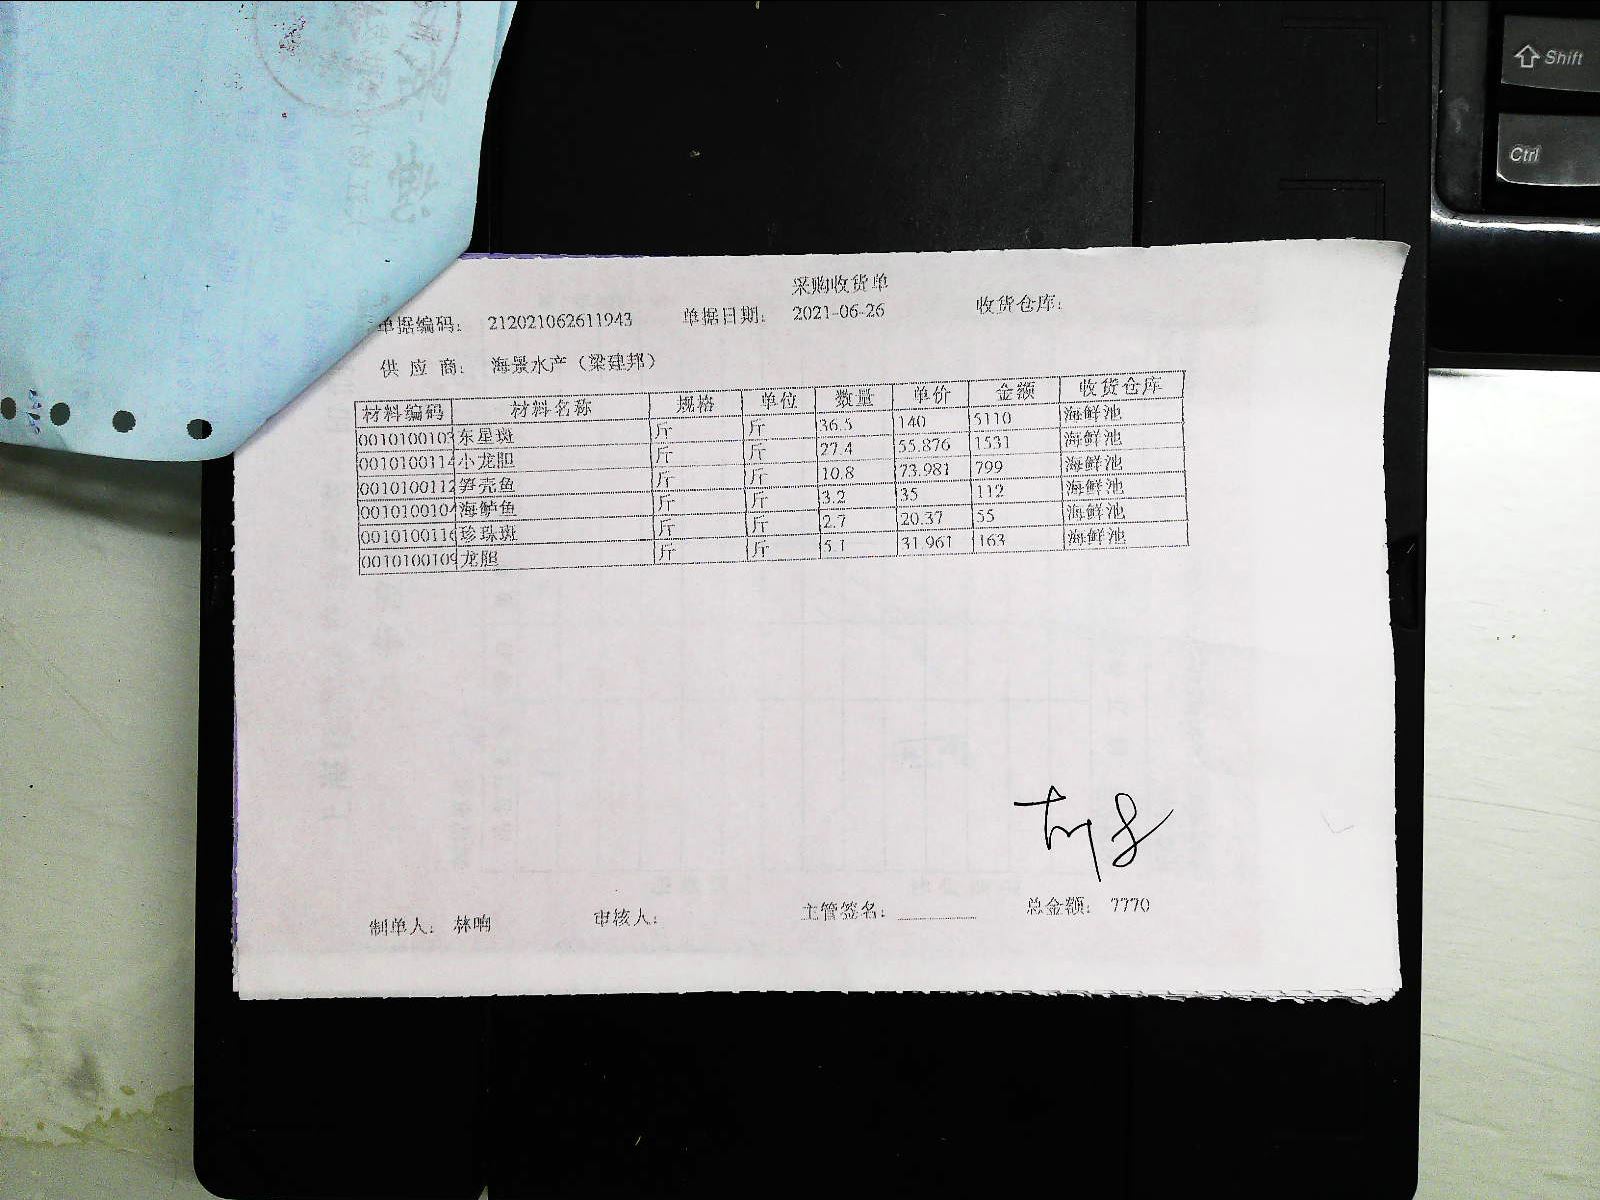 Shift
Ctrl
采购收货单
单据编码： 212021062611943 单据日期： 2021-06-26 收货仓库：
供 应 商： 海景水产（梁建邦）
材料编码 材料名称 规格 单位 数量 单价 金额 收货仓库
0010100103 东星斑 斤 斤 36.5 140 5110 海鲜池
0010100114 小龙胆 斤 斤 27.4 55.876 1531 海鲜池
0010100112 笋壳鱼 斤 斤 10.8 73.981 799 海鲜池
0010100104 海鲈鱼 斤 斤 3.2 35 112 海鲜池
0010100116 珍珠斑 斤 斤 2.7 20.37 55 海鲜池
0010100109 龙胆 斤 斤 5.1 31.961 163 海鲜池
制单人： 林响 审核人： 主管签名： 总金额： 7770